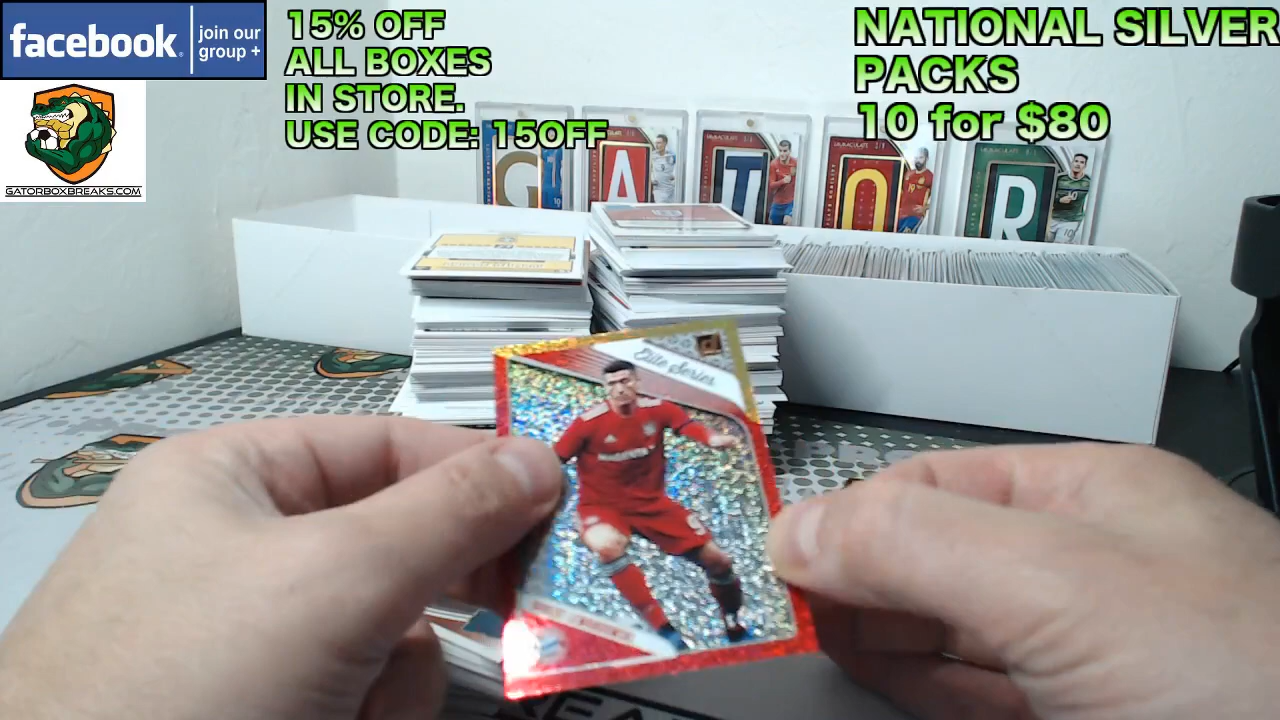 facebook
join our
group +
15% OFF
ALL BOXES
IN STORE.
USE CODE: 15OFF
NATIONAL SILVER
PACKS
10 for $80
GATORBOXBREAKS.COM
G
A
T
O
R
Elite Series